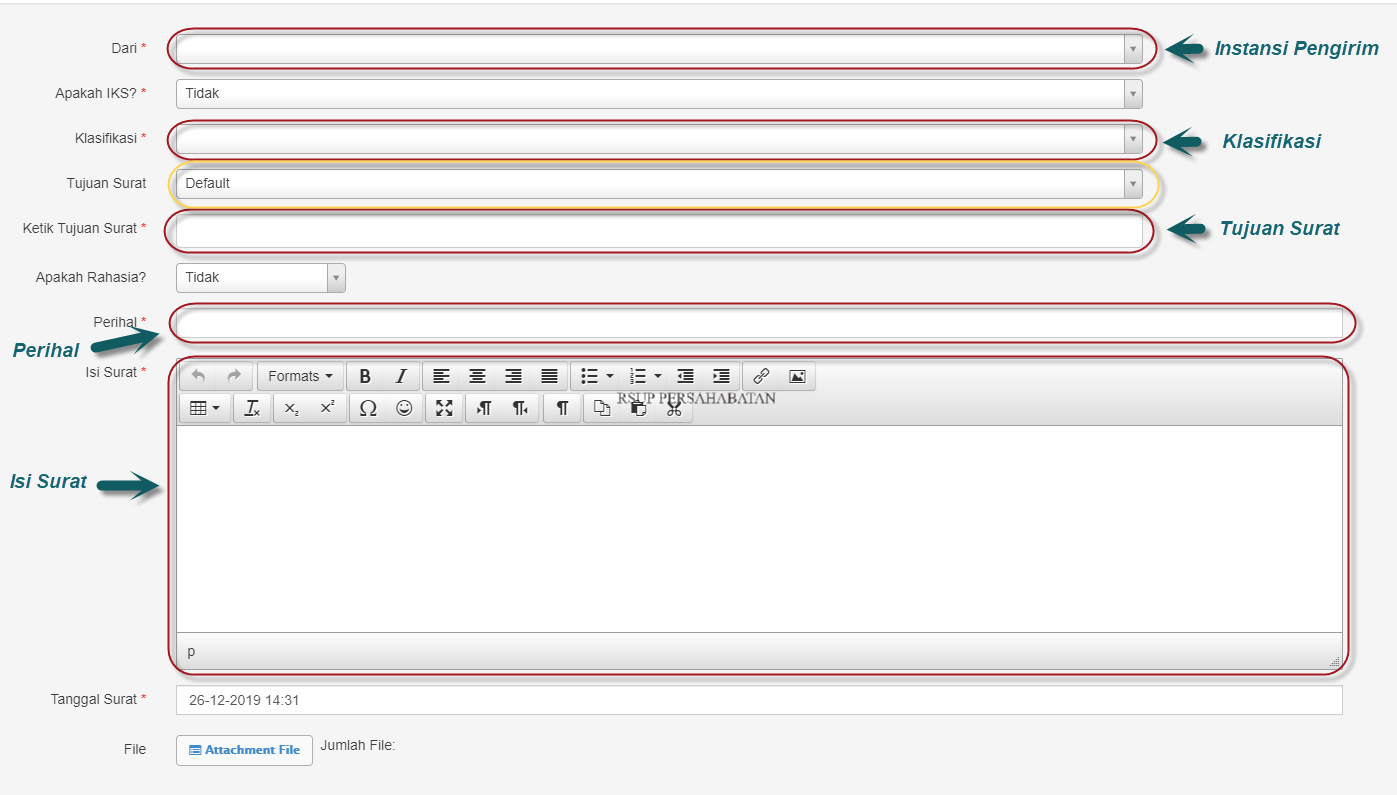 Dari * Instansi Pengirim
Apakah IKS? * Tidak
Klasifikasi * Klasifikasi
Tujuan Surat Default
Ketik Tujuan Surat * Tujuan Surat
Apakah Rahasia? Tidak
Perihal *
Perihal
Isi Surat *
Formats B I
RSUP PERSAHABATAN
Isi Surat
p
Tanggal Surat * 26-12-2019 14:31
File Attachment File Jumlah File: